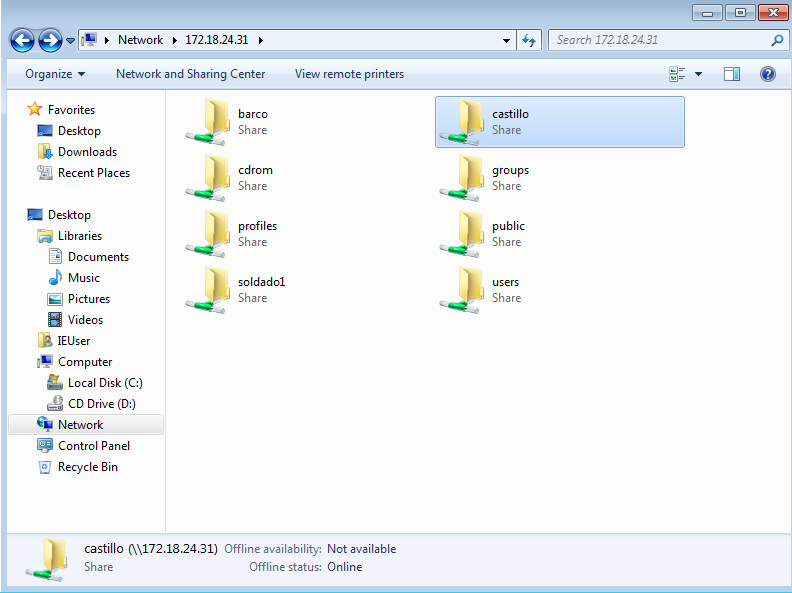 Network 172.18.24.31
Search 172.18.24.31
Organize Network and Sharing Center View remote printers
Favorites
Desktop
Downloads
Recent Places
Desktop
Libraries
Documents
Music
Pictures
Videos
IEUser
Computer
Local Disk (C:)
CD Drive (D:)
Network
Control Panel
Recycle Bin
barco
Share
castillo
Share
cdrom
Share
groups
Share
profiles
Share
public
Share
soldado1
Share
users
Share
castillo (\\172.18.24.31) Offline availability: Not available
Share Offline status: Online